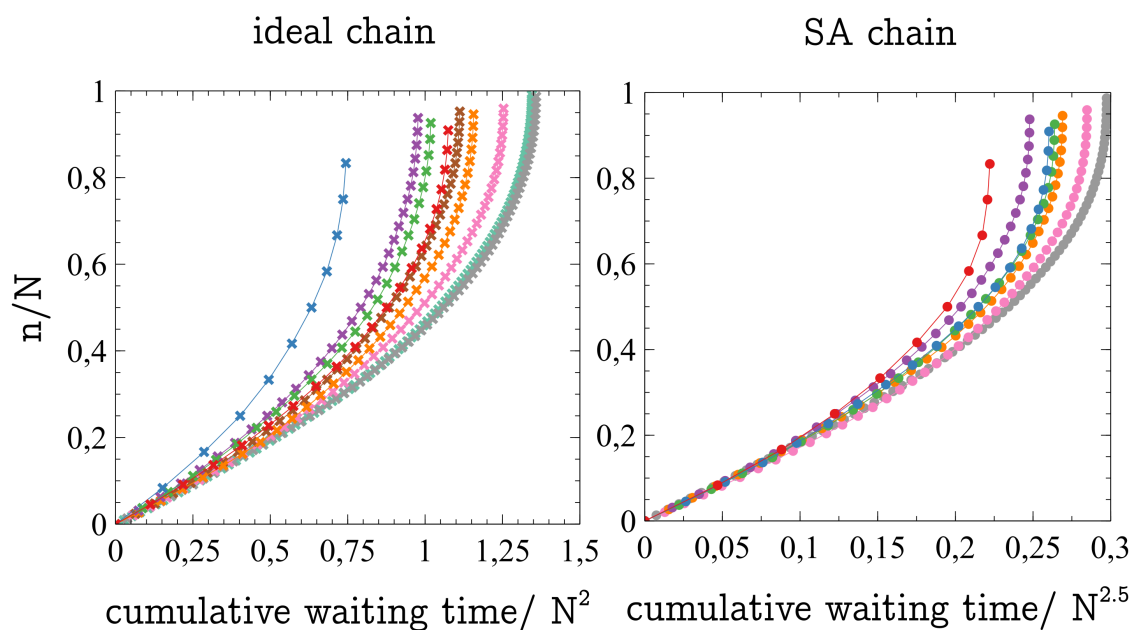 ideal chain
SA chain
1
0,8
0,6
0,4
0,2
0
n/N
0 0,25 0,5 0,75 1 1,25 1,5
cumulative waiting time/ N²
1
0,8
0,6
0,4
0,2
0
0 0,05 0,1 0,15 0,2 0,25 0,3
cumulative waiting time/ N^2.5